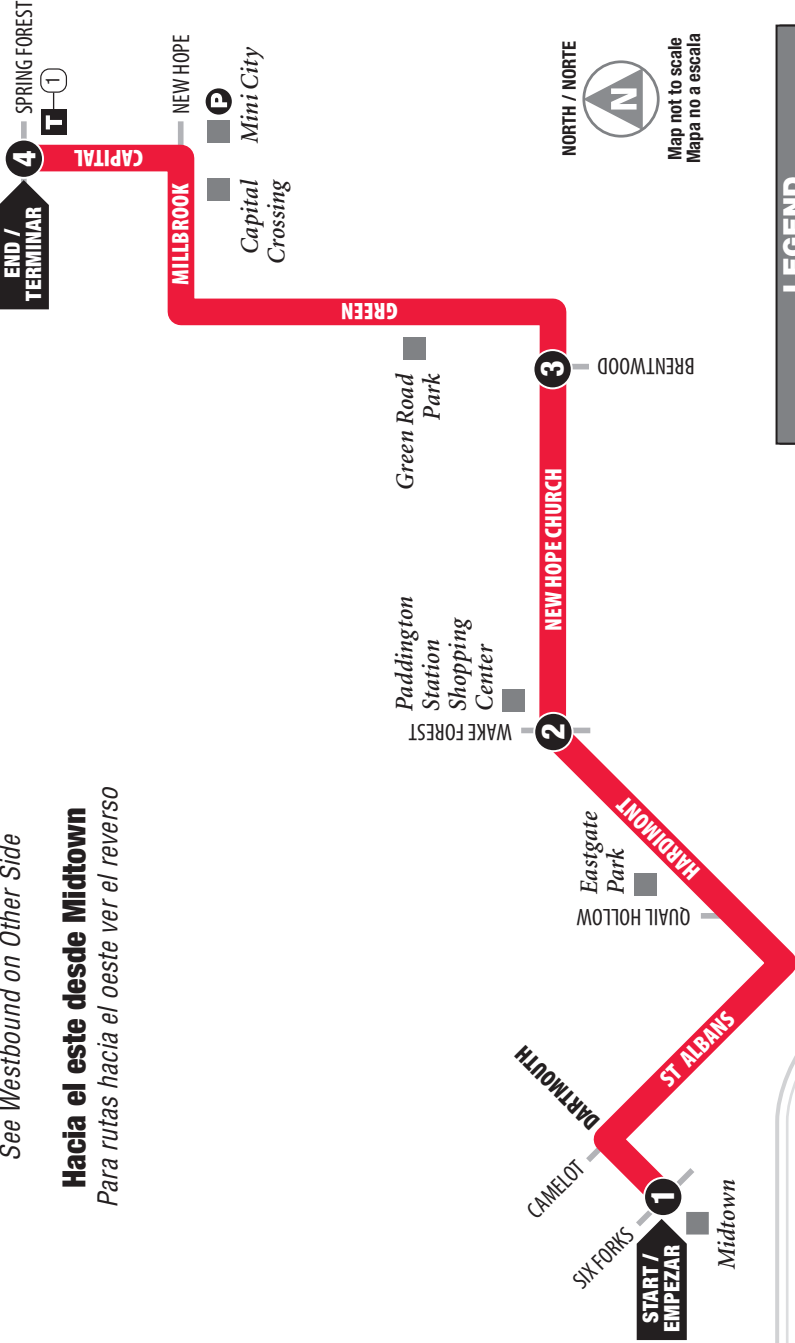 See Westbound on Other Side
Hacia el este desde Midtown
Para rutas hacia el oeste ver el reverso
START /
EMPEZAR
1
Midtown
SIX FORKS
CAMELOT
DARTMOUTH
ST ALBANS
QUAIL HOLLOW
Eastgate
Park
HARDIMONT
2
WAKE FOREST
Paddington
Station
Shopping
Center
NEW HOPE CHURCH
3
BRENTWOOD
Green Road
Park
GREEN
MILLBROOK
Capital
Crossing
Mini City
P
NEW HOPE
CAPITAL
4
END /
TERMINAR
SPRING FOREST
T
1
NORTH / NORTE
N
Map not to scale
Mapa no a escala
LEGEND